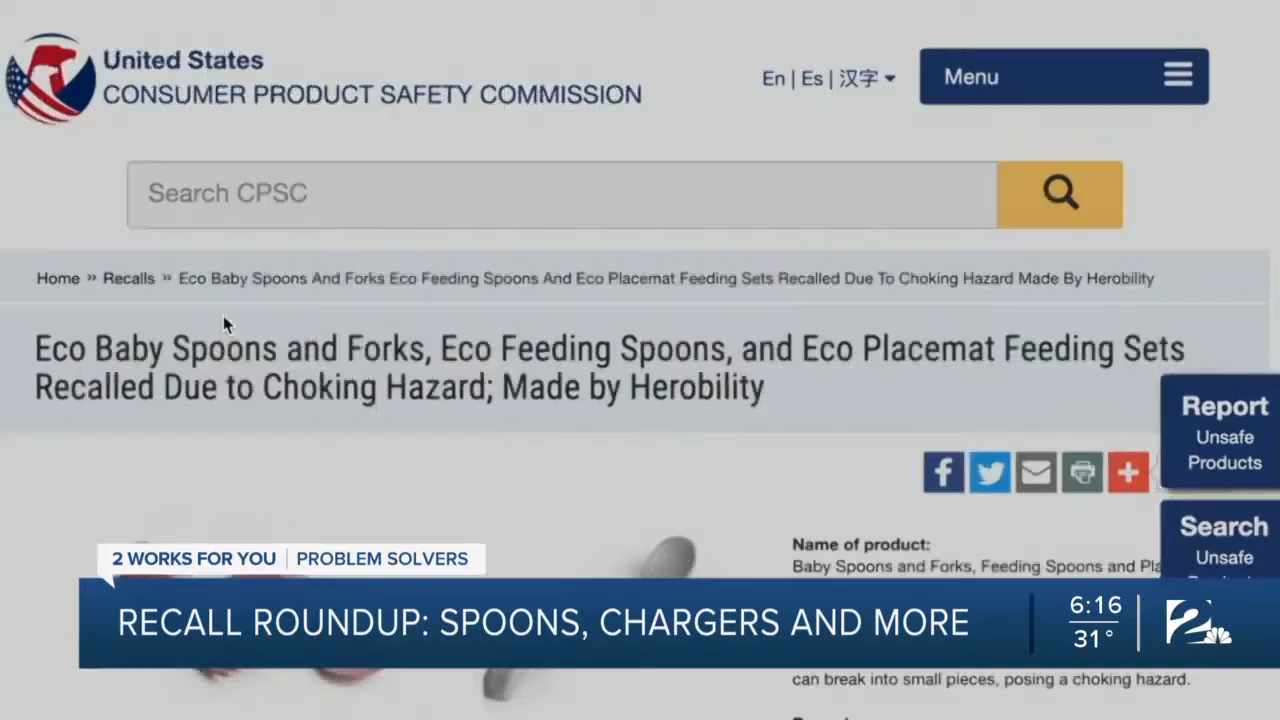 United States
CONSUMER PRODUCT SAFETY COMMISSION
En | Es | 汉字
Menu
Search CPSC
Home » Recalls » Eco Baby Spoons And Forks Eco Feeding Spoons And Eco Placemat Feeding Sets Recalled Due To Choking Hazard Made By Herobility
Eco Baby Spoons and Forks, Eco Feeding Spoons, and Eco Placemat Feeding Sets
Recalled Due to Choking Hazard; Made by Herobility
Report
Unsafe
Products
Search
Unsafe
Name of product:
Baby Spoons and Forks, Feeding Spoons and Pla
2 WORKS FOR YOU | PROBLEM SOLVERS
RECALL ROUNDUP: SPOONS, CHARGERS AND MORE
6:16
31°
2
can break into small pieces, posing a choking hazard.